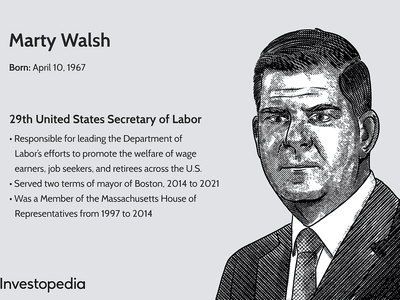 Marty Walsh
Born: April 10, 1967
29th United States Secretary of Labor
• Responsible for leading the Department of
Labor's efforts to promote the welfare of wage
earners, job seekers, and retirees across the U.S.
• Served two terms of mayor of Boston, 2014 to 2021
• Was a Member of the Massachusetts House of
Representatives from 1997 to 2014
Investopedia